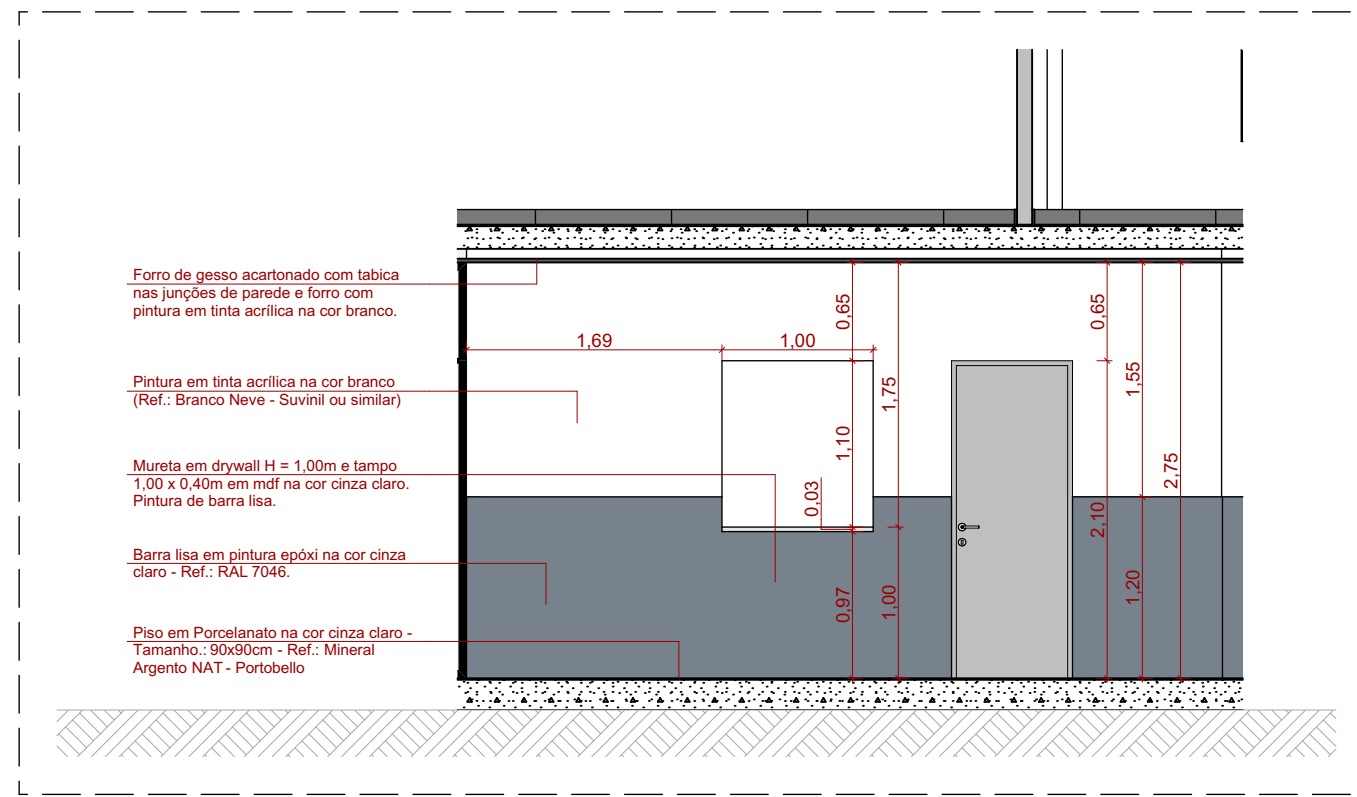 Forro de gesso acartonado com tabica
nas junções de parede e forro com
pintura em tinta acrílica na cor branco.
Pintura em tinta acrílica na cor branco
(Ref.: Branco Neve - Suvinil ou similar)
Mureta em drywall H = 1,00m e tampo
1,00 x 0,40m em mdf na cor cinza claro.
Pintura de barra lisa.
Barra lisa em pintura epóxi na cor cinza
claro - Ref.: RAL 7046.
Piso em Porcelanato na cor cinza claro -
Tamanho.: 90x90cm - Ref.: Mineral
Argento NAT - Portobello
1,69
1,00
0,65
1,10
0,03
0,97
1,75
1,00
0,65
2,10
1,55
1,20
2,75